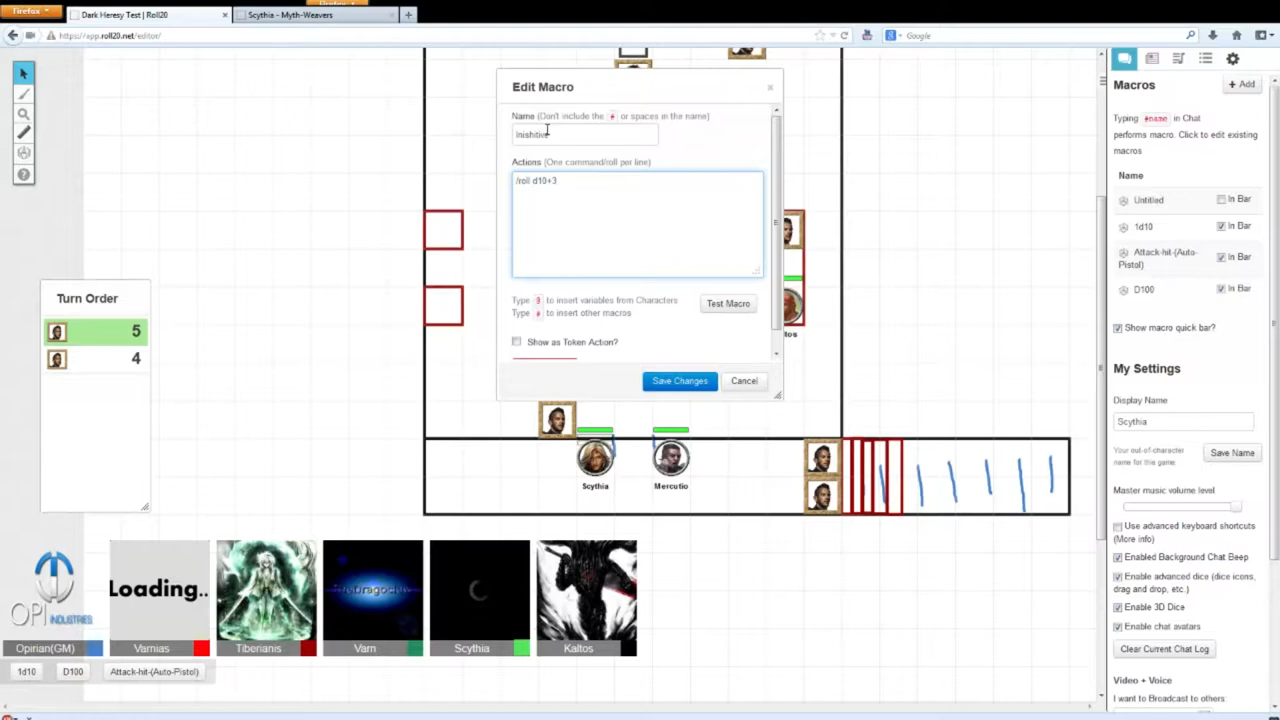 Firefox
Dark Heresy Test | Roll20
Scythia - Myth-Weavers
https://app.roll20.net/editor/
Google
Edit Macro
Name (Don't include the # or spaces in the name)
Inishitive
Actions (One command/roll per line)
/roll d10+3
Type @ to insert variables from Characters
Type # to insert other macros
Test Macro
Show as Token Action?
Save Changes
Cancel
Turn Order
5
4
Scythia
Mercutio
Loading..
OPI
INDUSTRIES
Opirian(GM)
Varnias
Tiberianis
Varn
Scythia
Kaltos
1d10
D100
Attack-hit-(Auto-Pistol)
Macros
Add
Typing #name in Chat
performs macro. Click to edit existing
macros
Name
Untitled
In Bar
1d10
In Bar
Attack-hit-(Auto-
Pistol)
In Bar
D100
In Bar
Show macro quick bar?
My Settings
Display Name
Scythia
Your out-of-character
name for this game.
Save Name
Master music volume level
Use advanced keyboard shortcuts
(More info)
Enabled Background Chat Beep
Enable advanced dice (dice icons,
drag and drop, etc.)
Enable 3D Dice
Enable chat avatars
Clear Current Chat Log
Video + Voice
I want to Broadcast to others: